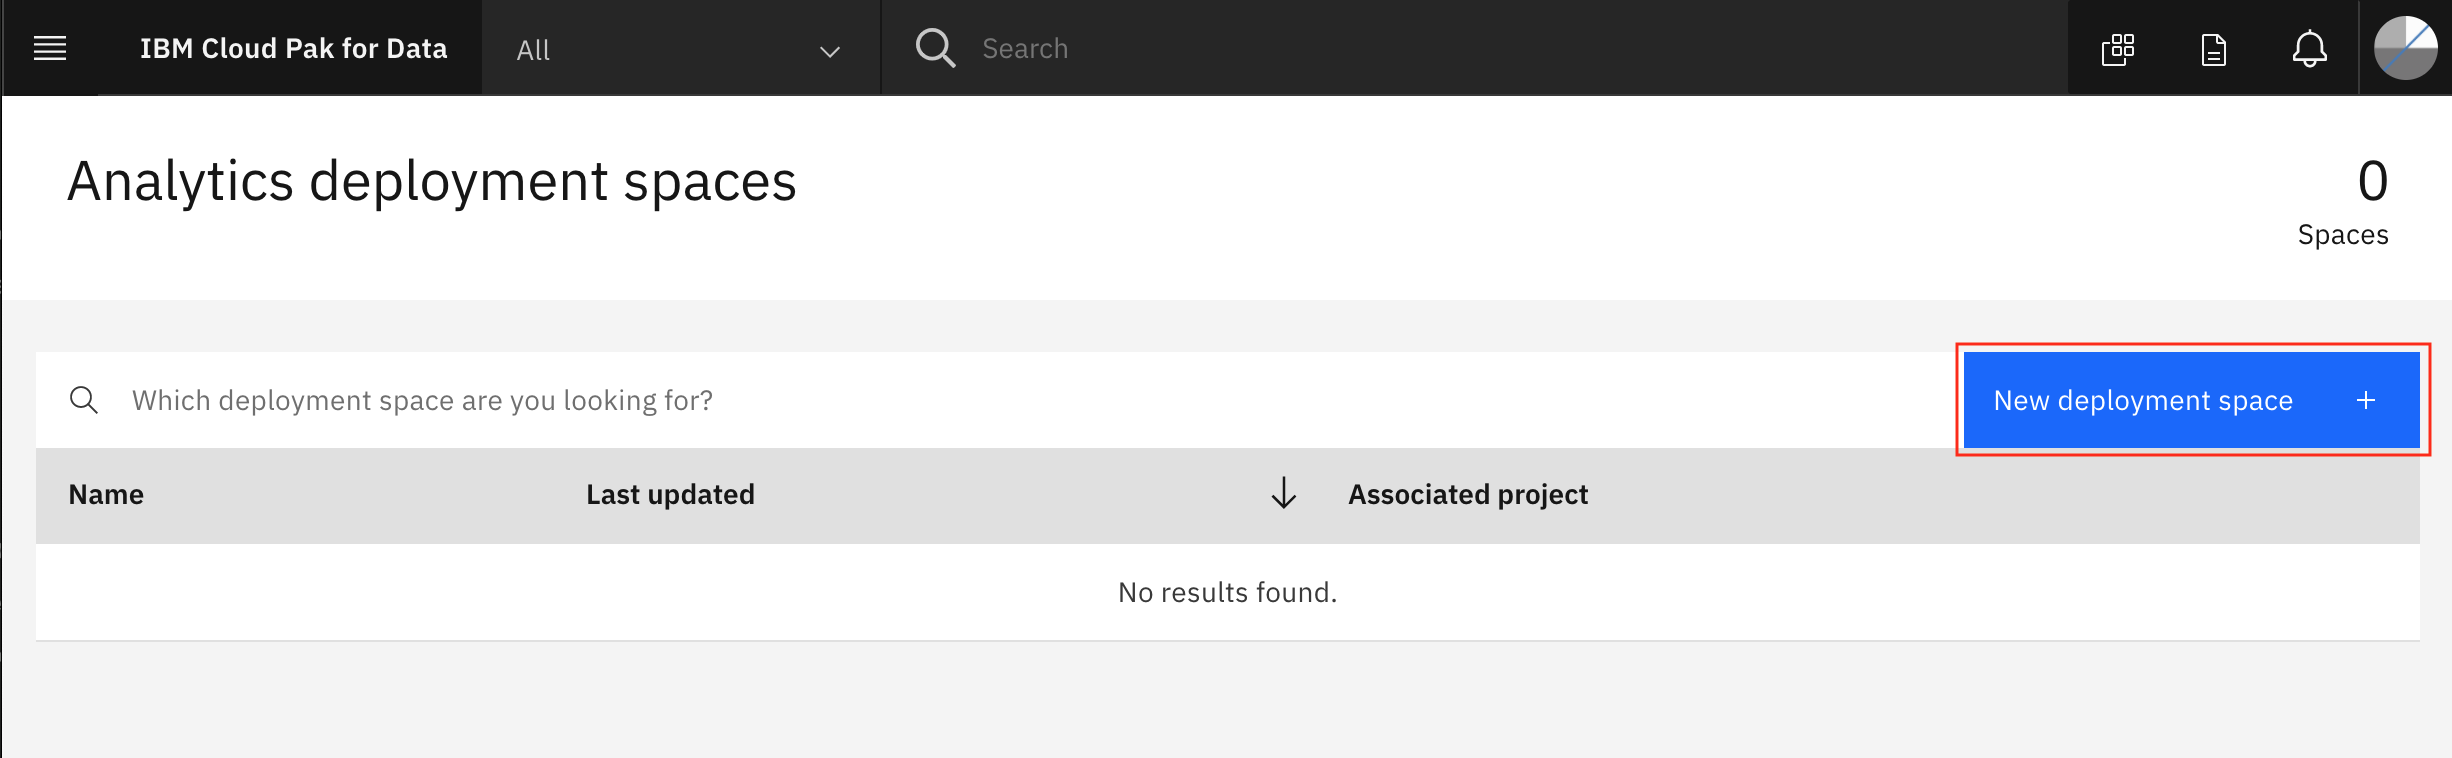 IBM Cloud Pak for Data
All
Search
Analytics deployment spaces
0
Spaces
Which deployment space are you looking for?
New deployment space +
Name
Last updated
Associated project
No results found.